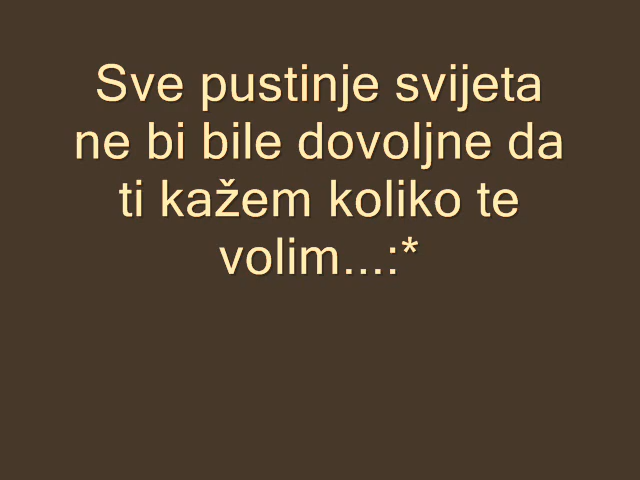 Sve pustinje svijeta
ne bi bile dovoljne da
ti kažem koliko te
volim...:*